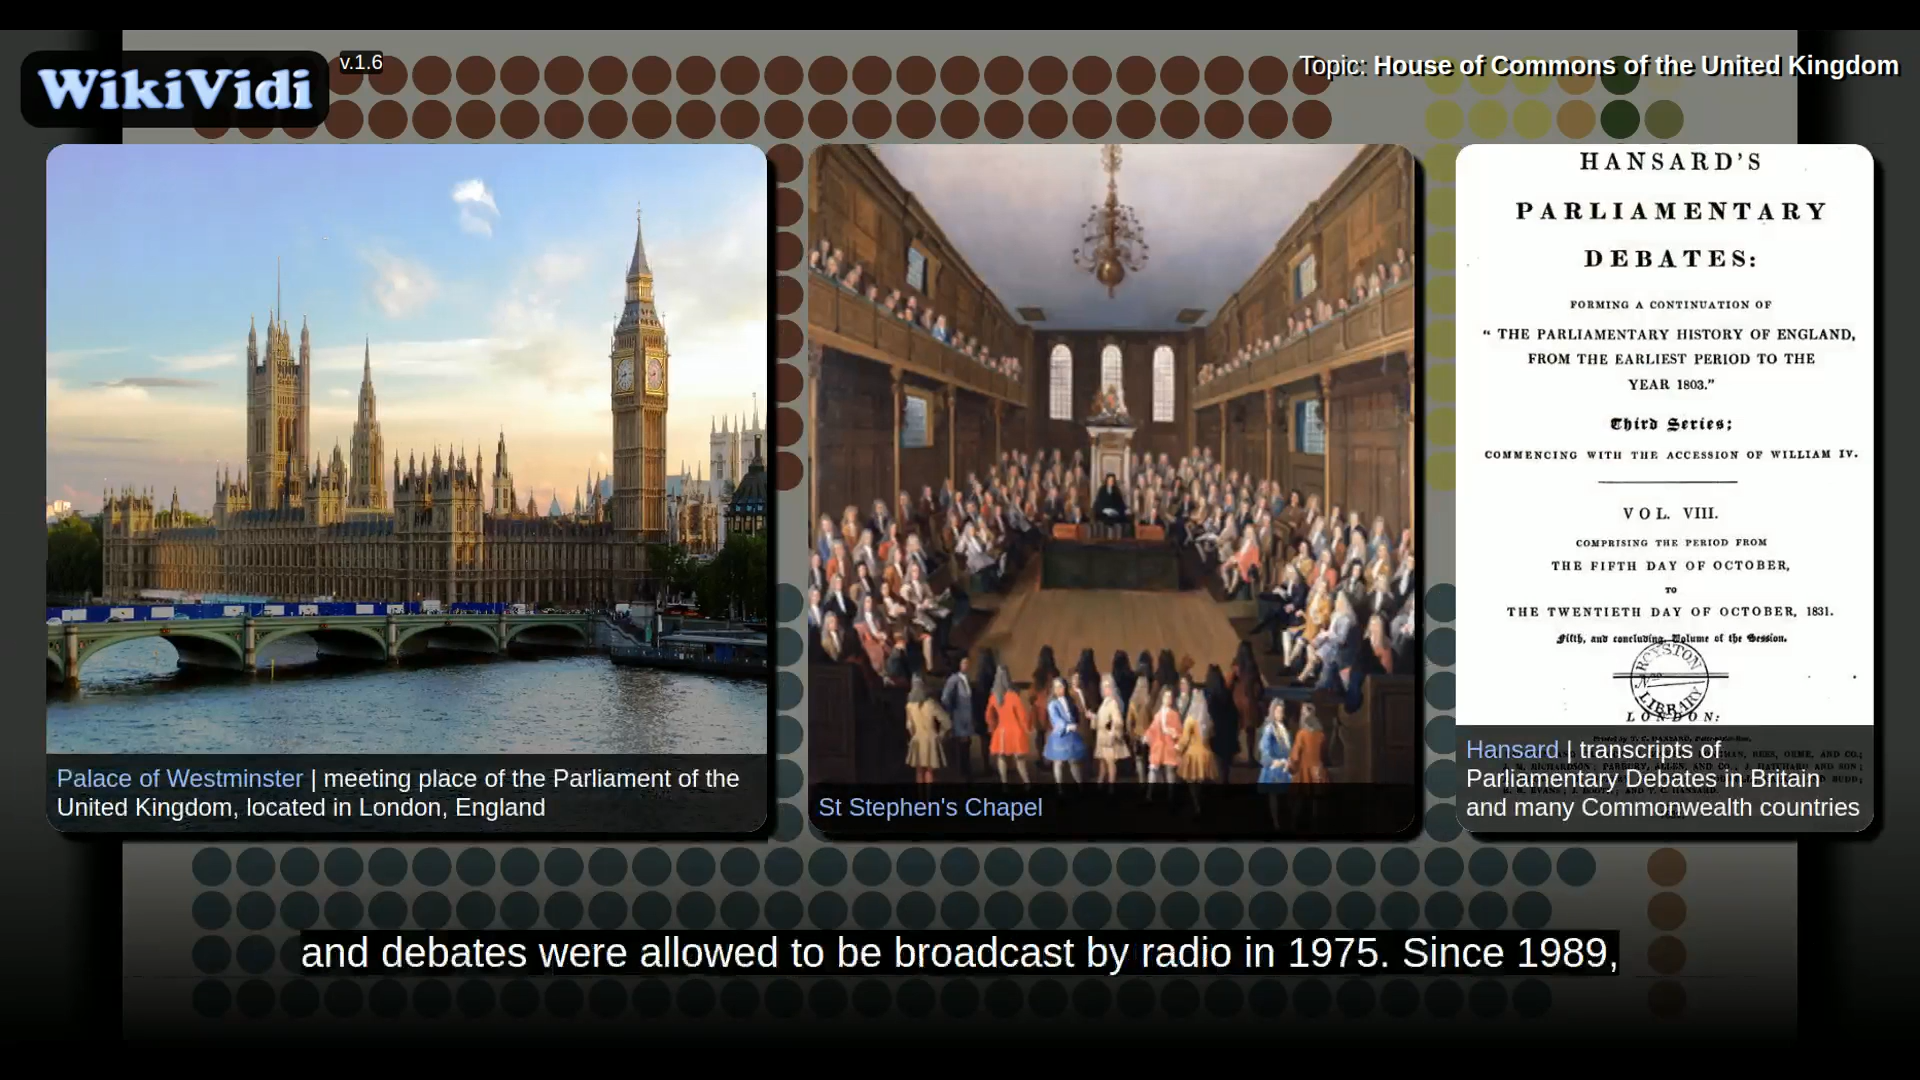 WikiVidi
v.1.6
Topic: House of Commons of the United Kingdom
HANSARD'S
PARLIAMENTARY
DEBATES:
FORMING A CONTINUATION OF
“ THE PARLIAMENTARY HISTORY OF ENGLAND,
FROM THE EARLIEST PERIOD TO THE
YEAR 1803.”
Third Series;
COMMENCING WITH THE ACCESSION OF WILLIAM IV.
VOL. VIII.
COMPRISING THE PERIOD FROM
THE FIFTH DAY OF OCTOBER,
TO
THE TWENTIETH DAY OF OCTOBER, 1831.
Fifth, and concluding, Volume of the Session.
ROYSTON
LIBRARY
LONDON:
Palace of Westminster | meeting place of the Parliament of the
United Kingdom, located in London, England
St Stephen's Chapel
Hansard | transcripts of
Parliamentary Debates in Britain
and many Commonwealth countries
and debates were allowed to be broadcast by radio in 1975. Since 1989,